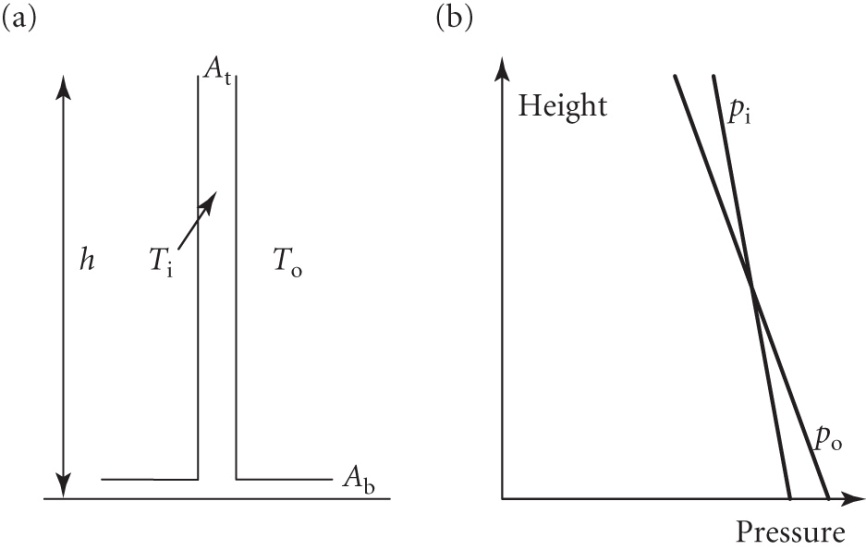 (a)
(b)
A_t
Height
p_i
h
T_i
T_o
p_o
A_b
Pressure